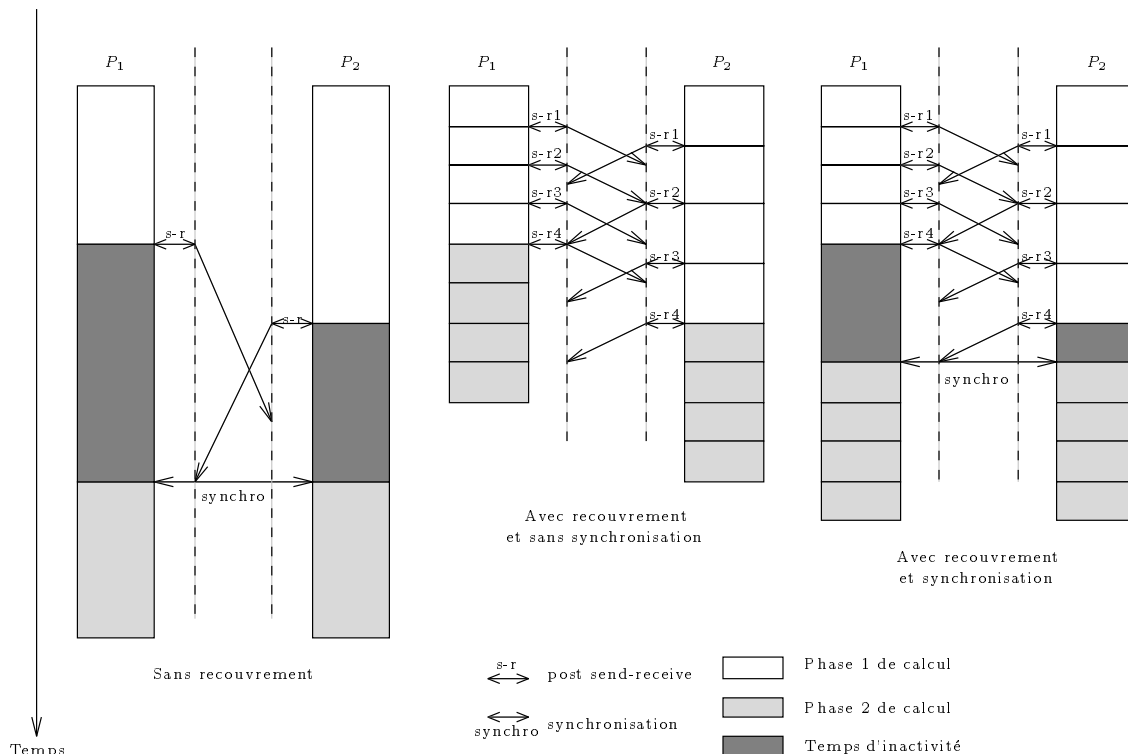 P1
P2
s-r
s-r
synchro
Sans recouvrement
P1
P2
s-r1
s-r1
s-r2
s-r3
s-r2
s-r4
s-r3
s-r4
Avec recouvrement
et sans synchronisation
P1
P2
s-r1
s-r1
s-r2
s-r3
s-r2
s-r4
s-r3
s-r4
synchro
Avec recouvrement
et synchronisation
s-r
post send-receive
synchro
synchronisation
Phase 1 de calcul
Phase 2 de calcul
Temps d'inactivité
Temps